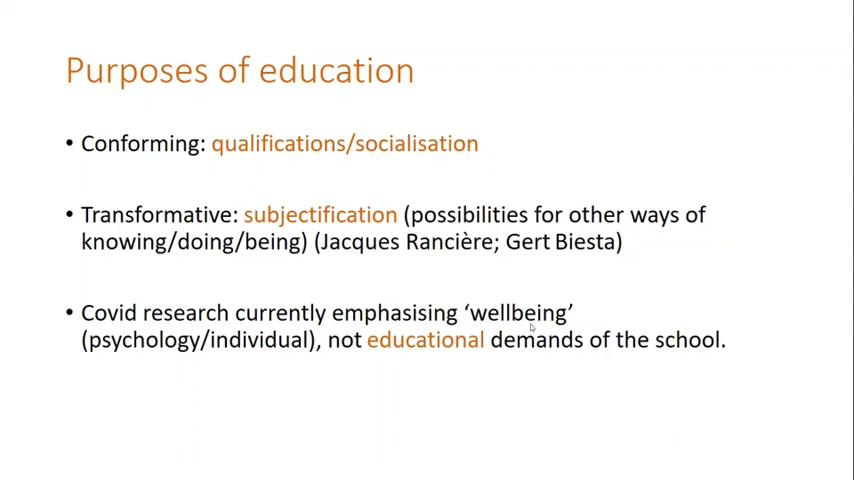 Purposes of education
• Conforming: qualifications/socialisation
• Transformative: subjectification (possibilities for other ways of
knowing/doing/being) (Jacques Rancière; Gert Biesta)
• Covid research currently emphasising ‘wellbeing’
(psychology/individual), not educational demands of the school.